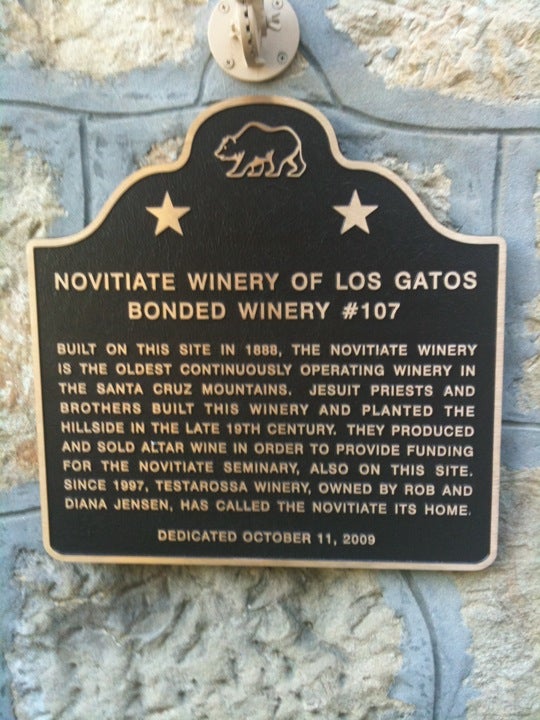 NOVITIATE WINERY OF LOS GATOS
BONDED WINERY #107
BUILT ON THIS SITE IN 1888, THE NOVITIATE WINERY
IS THE OLDEST CONTINUOUSLY OPERATING WINERY IN
THE SANTA CRUZ MOUNTAINS. JESUIT PRIESTS AND
BROTHERS BUILT THIS WINERY AND PLANTED THE
HILLSIDE IN THE LATE 19TH CENTURY. THEY PRODUCED
AND SOLD ALTAR WINE IN ORDER TO PROVIDE FUNDING
FOR THE NOVITIATE SEMINARY, ALSO ON THIS SITE.
SINCE 1997, TESTAROSSA WINERY, OWNED BY ROB AND
DIANA JENSEN, HAS CALLED THE NOVITIATE ITS HOME.
DEDICATED OCTOBER 11, 2009